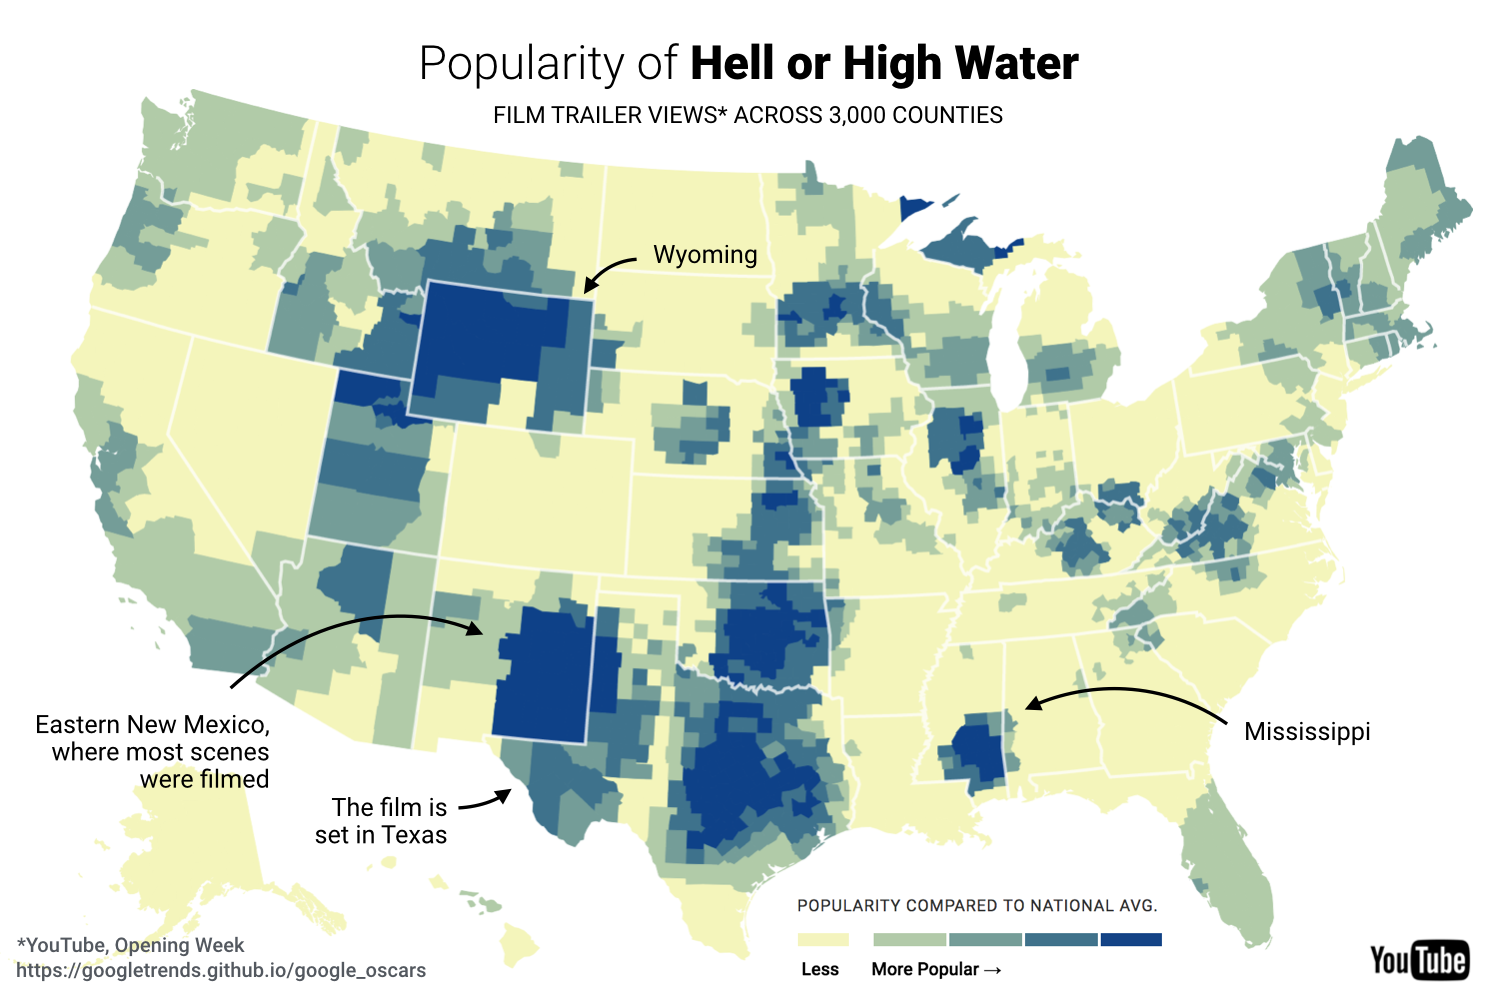 Popularity of Hell or High Water
FILM TRAILER VIEWS* ACROSS 3,000 COUNTIES
Wyoming
Eastern New Mexico,
where most scenes
were filmed
Mississippi
The film is
set in Texas
POPULARITY COMPARED TO NATIONAL AVG.
Less
More Popular →
*YouTube, Opening Week
https://googletrends.github.io/google_oscars
YouTube